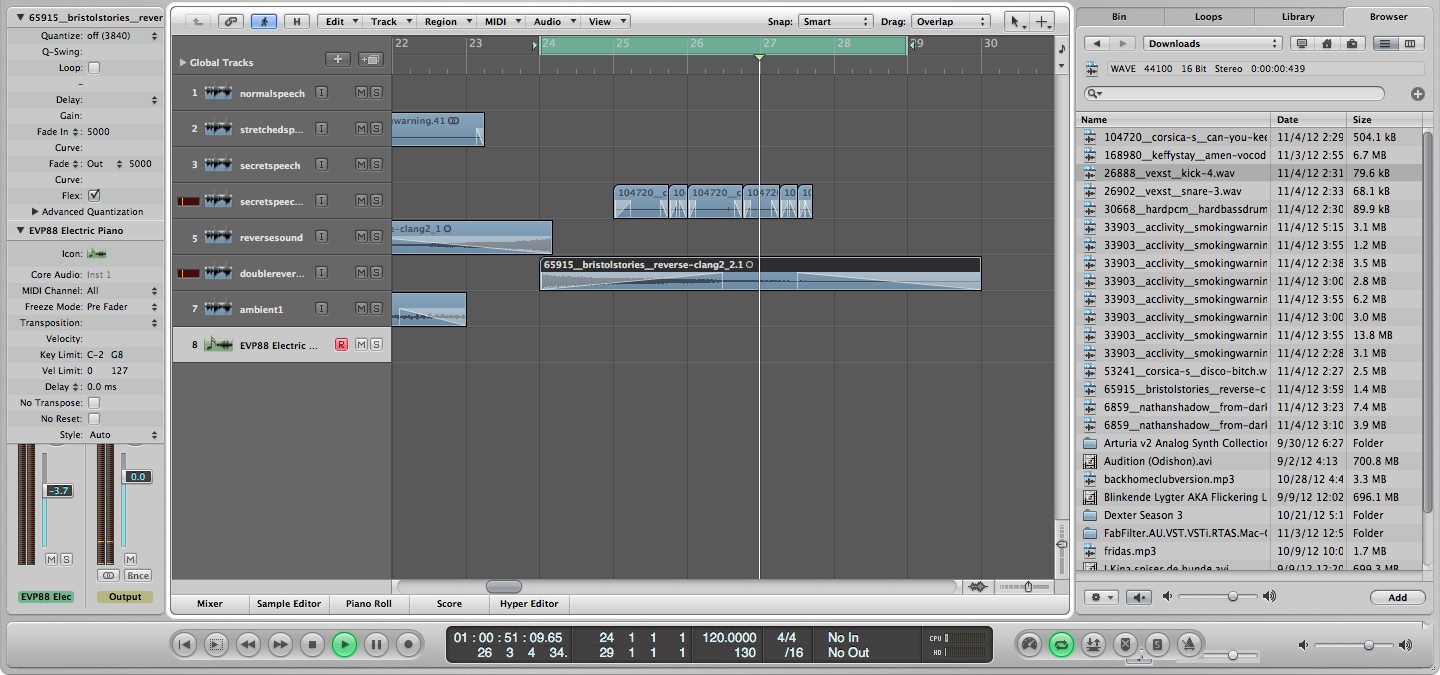 65915__bristolstories__rever
Quantize: off (3840)
Q-Swing:
Loop:
Delay:
Gain:
Fade In : 5000
Curve:
Fade : Out 5000
Curve:
Flex:
Advanced Quantization
EVP88 Electric Piano
Icon:
Core Audio: Inst 1
MIDI Channel: All
Freeze Mode: Pre Fader
Transposition:
Velocity:
Key Limit: C-2 G8
Vel Limit: 0 127
Delay : 0.0 ms
No Transpose:
No Reset:
Style: Auto
-3.7 0.0
M S M
Bnce
EVP88 Elec Output
H Edit Track Region MIDI Audio View Snap: Smart Drag: Overlap
22 23 24 25 26 27 28 29 30
Global Tracks
1 normalspeech I M S
2 stretchedsp... I M S
warning.41
3 secretspeech I M S
secretspeec... I M S
104720__c 10 104720__c 1047 10 10
5 reversesound I M S
e-clang2_1
doublerever... I M S
65915__bristolstories__reverse-clang2_2.1
7 ambient1 I M S
8 EVP88 Electric ... R M S
Mixer Sample Editor Piano Roll Score Hyper Editor
Bin Loops Library Browser
Downloads
WAVE 44100 16 Bit Stereo 0:00:00:439
Name Date Size
104720__corsica-s__can-you-kee 11/4/12 2:29 504.1 kB
168980__keffystay__amen-vocod 11/3/12 2:55 6.7 MB
26888__vexst__kick-4.wav 11/4/12 2:31 79.6 kB
26902__vexst__snare-3.wav 11/4/12 2:33 68.1 kB
30668__hardpcm__hardbassdrum 11/4/12 2:30 89.9 kB
33903__acclivity__smokingwarnin 11/4/12 5:15 3.1 MB
33903__acclivity__smokingwarnin 11/4/12 3:55 1.2 MB
33903__acclivity__smokingwarnin 11/4/12 2:38 3.5 MB
33903__acclivity__smokingwarnin 11/4/12 3:00 2.8 MB
33903__acclivity__smokingwarnin 11/4/12 3:55 6.2 MB
33903__acclivity__smokingwarnin 11/4/12 3:00 3.0 MB
33903__acclivity__smokingwarnin 11/4/12 3:55 13.8 MB
33903__acclivity__smokingwarnin 11/4/12 2:28 3.1 MB
53241__corsica-s__disco-bitch.w 11/4/12 2:27 2.5 MB
65915__bristolstories__reverse-c 11/4/12 3:59 1.4 MB
6859__nathanshadow__from-dark 11/4/12 3:23 7.4 MB
6859__nathanshadow__from-dark 11/4/12 3:10 3.9 MB
Arturia v2 Analog Synth Collection 9/30/12 6:27 Folder
Audition (Odishon).avi 9/2/12 4:13 700.8 MB
backhomeclubversion.mp3 10/28/12 4:4 3.3 MB
Blinkende Lygter AKA Flickering L 9/9/12 12:02 696.1 MB
Dexter Season 3 10/21/12 5:1 Folder
FabFilter.AU.VST.VSTi.RTAS.Mac-( 11/3/12 12:5 Folder
fridas.mp3 10/9/12 10:0 1.7 MB
I Kina spiser de hunde.avi 9/9/12 12:20 699.3 MB
Add
01 : 00 : 51 : 09.65 24 1 1 1 120.0000 4/4 No In CPU
26 3 4 34. 29 1 1 1 130 /16 No Out HD
S